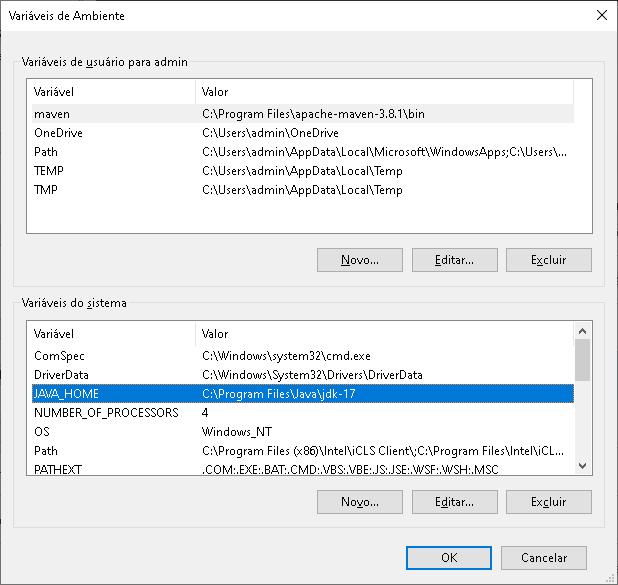 Variáveis de Ambiente
Variáveis de usuário para admin
Variável Valor
maven C:\Program Files\apache-maven-3.8.1\bin
OneDrive C:\Users\admin\OneDrive
Path C:\Users\admin\AppData\Local\Microsoft\WindowsApps;C:\Users\...
TEMP C:\Users\admin\AppData\Local\Temp
TMP C:\Users\admin\AppData\Local\Temp
Novo... Editar... Excluir
Variáveis do sistema
Variável Valor
ComSpec C:\Windows\system32\cmd.exe
DriverData C:\Windows\System32\Drivers\DriverData
JAVA_HOME C:\Program Files\Java\jdk-17
NUMBER_OF_PROCESSORS 4
OS Windows_NT
Path C:\Program Files (x86)\Intel\iCLS Client\;C:\Program Files\Intel\iCL...
PATHEXT .COM;.EXE;.BAT;.CMD;.VBS;.VBE;.JS;.JSE;.WSF;.WSH;.MSC
Novo... Editar... Excluir
OK Cancelar